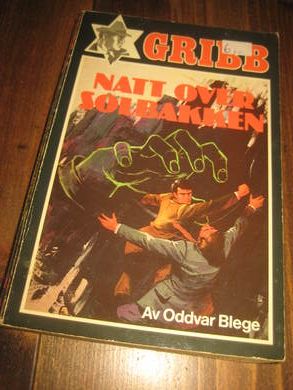 GRIBB
NATT OVER
SOLBAKKEN
Av Oddvar Blege